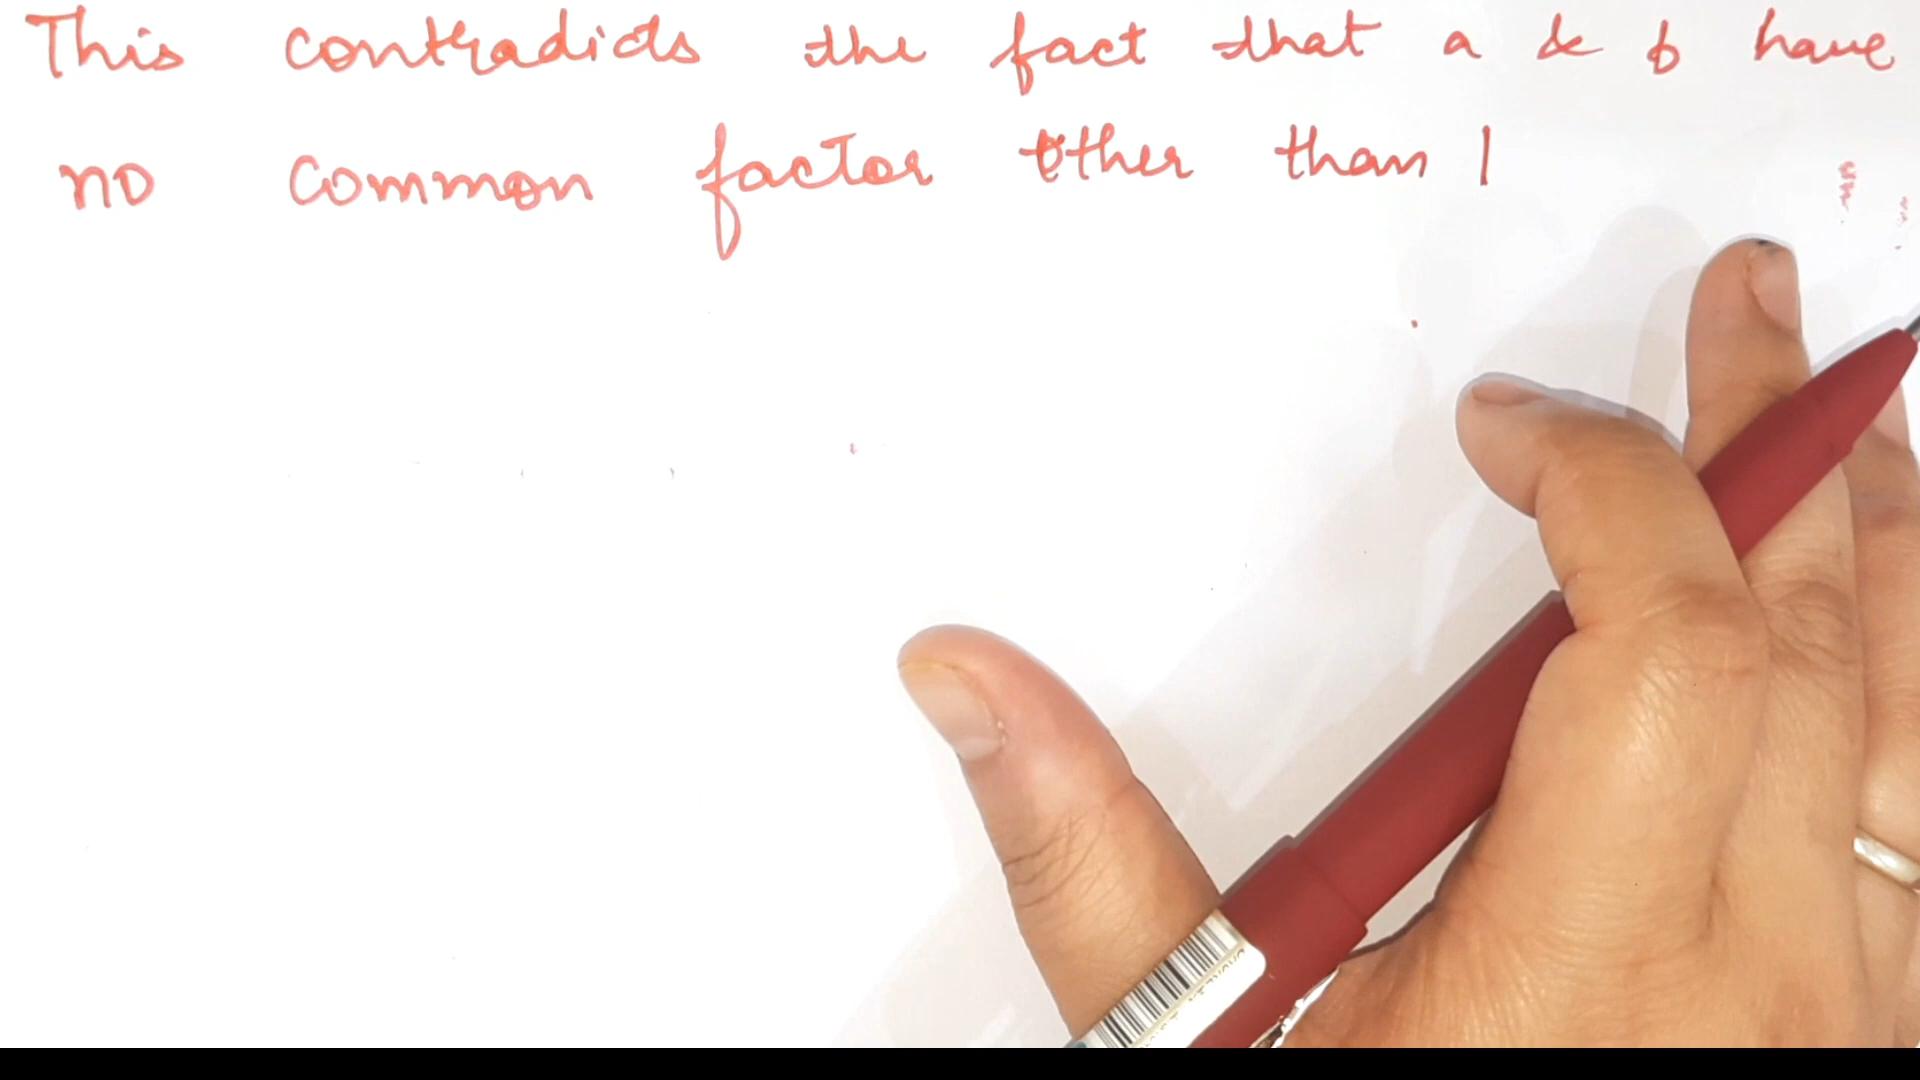 This contradicts the fact that a & b have
no common factor other than 1